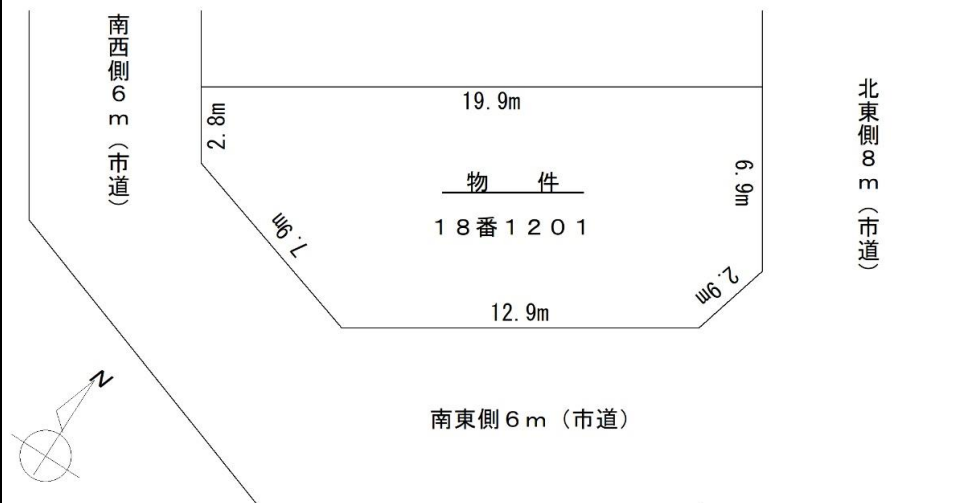 南西側６ｍ（市道）
北東側８ｍ（市道）
19.9m
2.8m
6.9m
物　件
１８番１２０１
7.9m
2.9m
12.9m
南東側６ｍ（市道）
N